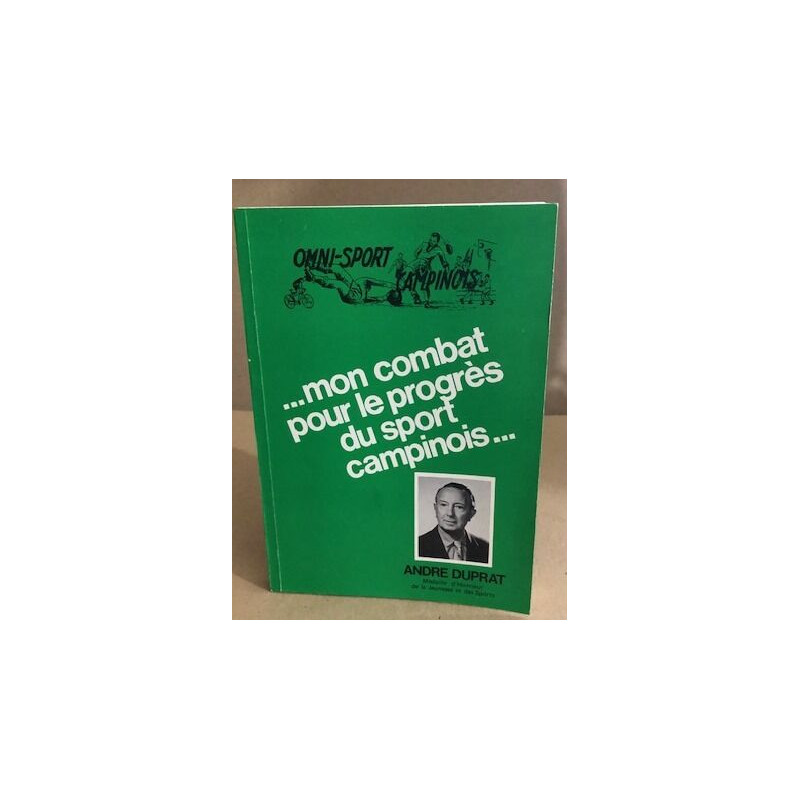 OMNI-SPORT
CAMPINOIS
...mon combat
pour le progrès
du sport
campinois...
ANDRE DUPRAT
Médaille d'Honneur
de la Jeunesse et des Sports